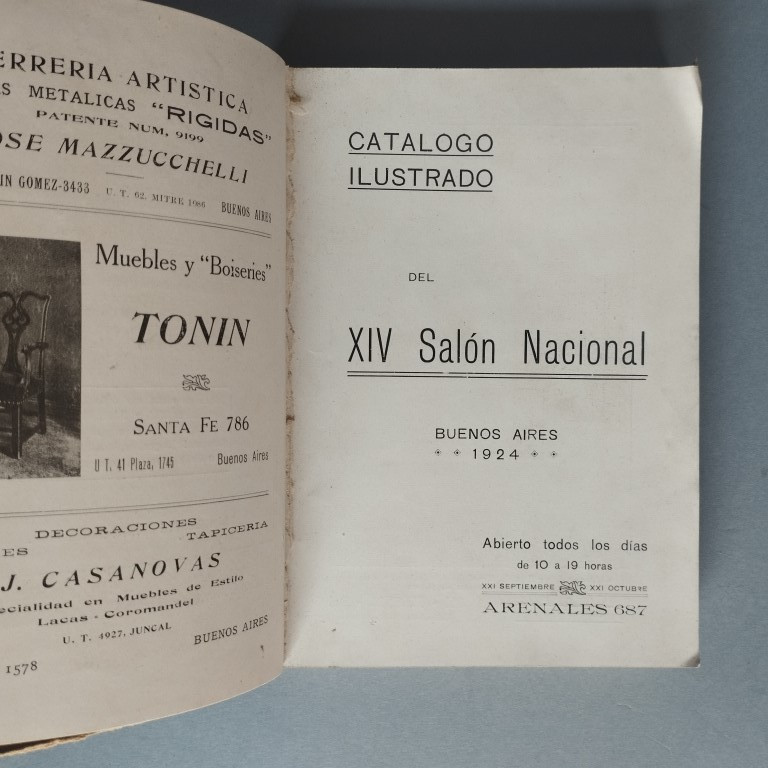 ERRERIA ARTISTICA
S METALICAS "RIGIDAS"
PATENTE NUM, 9199
OSE MAZZUCCHELLI
IN GOMEZ-3433 U. T. 62, MITRE 1986 BUENOS AIRES
Muebles y "Boiseries"
TONIN
SANTA FE 786
U T. 41 Plaza, 1745 Buenos Aires
DECORACIONES
ES TAPICERIA
J. CASANOVAS
pecialidad en Muebles de Estilo
Lacas - Coromandel
U. T. 4927, JUNCAL
1578 BUENOS AIRES
CATALOGO
ILUSTRADO
DEL
XIV Salón Nacional
BUENOS AIRES
1924
Abierto todos los días
de 10 a 19 horas
XXI SEPTIEMBRE XXI OCTUBRE
ARENALES 687